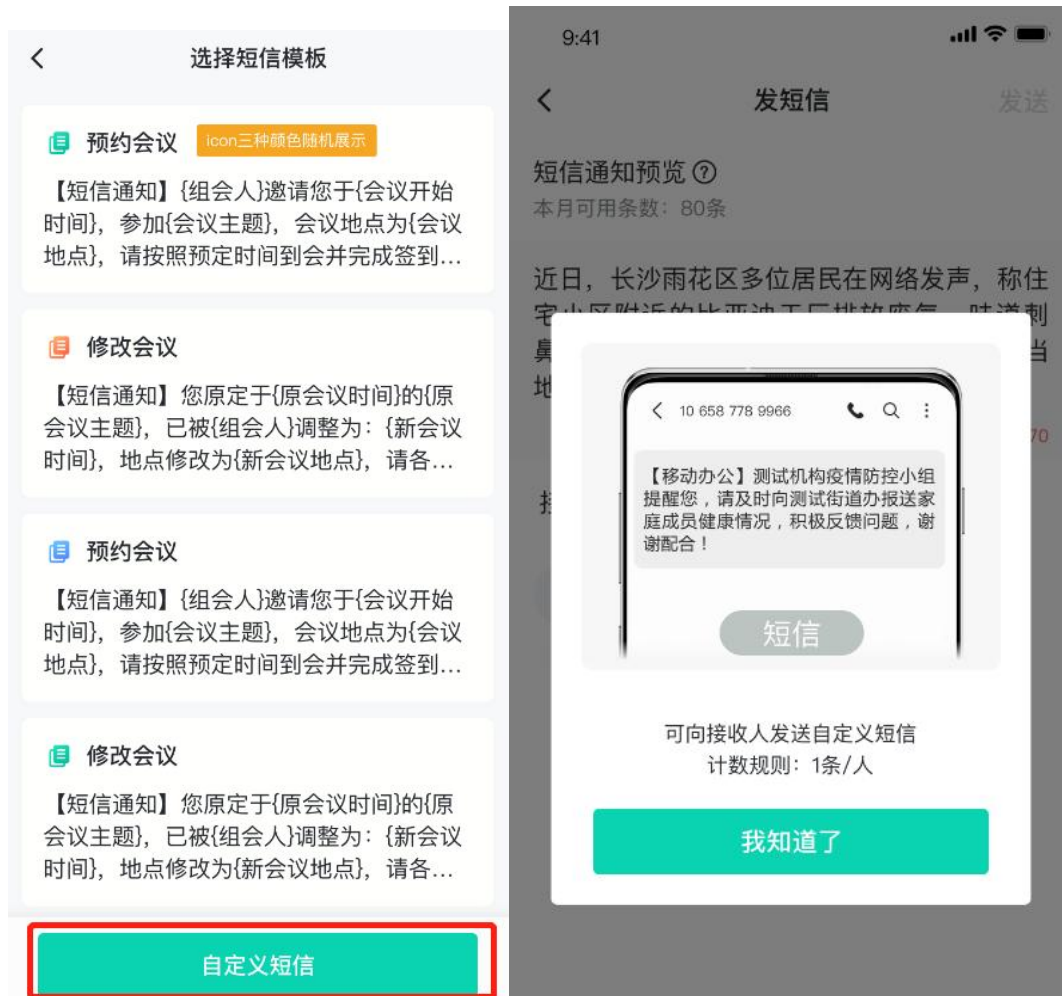 选择短信模板
预约会议
icon三种颜色随机展示
【短信通知】{组会人}邀请您于{会议开始
时间}，参加{会议主题}，会议地点为{会议
地点}，请按照预定时间到会并完成签到...
修改会议
【短信通知】您原定于{原会议时间}的{原
会议主题}，已被{组会人}调整为：{新会议
时间}，地点修改为{新会议地点}，请各...
预约会议
【短信通知】{组会人}邀请您于{会议开始
时间}，参加{会议主题}，会议地点为{会议
地点}，请按照预定时间到会并完成签到...
修改会议
【短信通知】您原定于{原会议时间}的{原
会议主题}，已被{组会人}调整为：{新会议
时间}，地点修改为{新会议地点}，请各...
自定义短信
9:41
发短信
发送
短信通知预览
本月可用条数：80条
近日，长沙雨花区多位居民在网络发声，称住
鼻
当
地
70
10 658 778 9966
【移动办公】测试机构疫情防控小组
提醒您，请及时向测试街道办报送家
庭成员健康情况，积极反馈问题，谢
谢配合！
短信
可向接收人发送自定义短信
计数规则：1条/人
我知道了